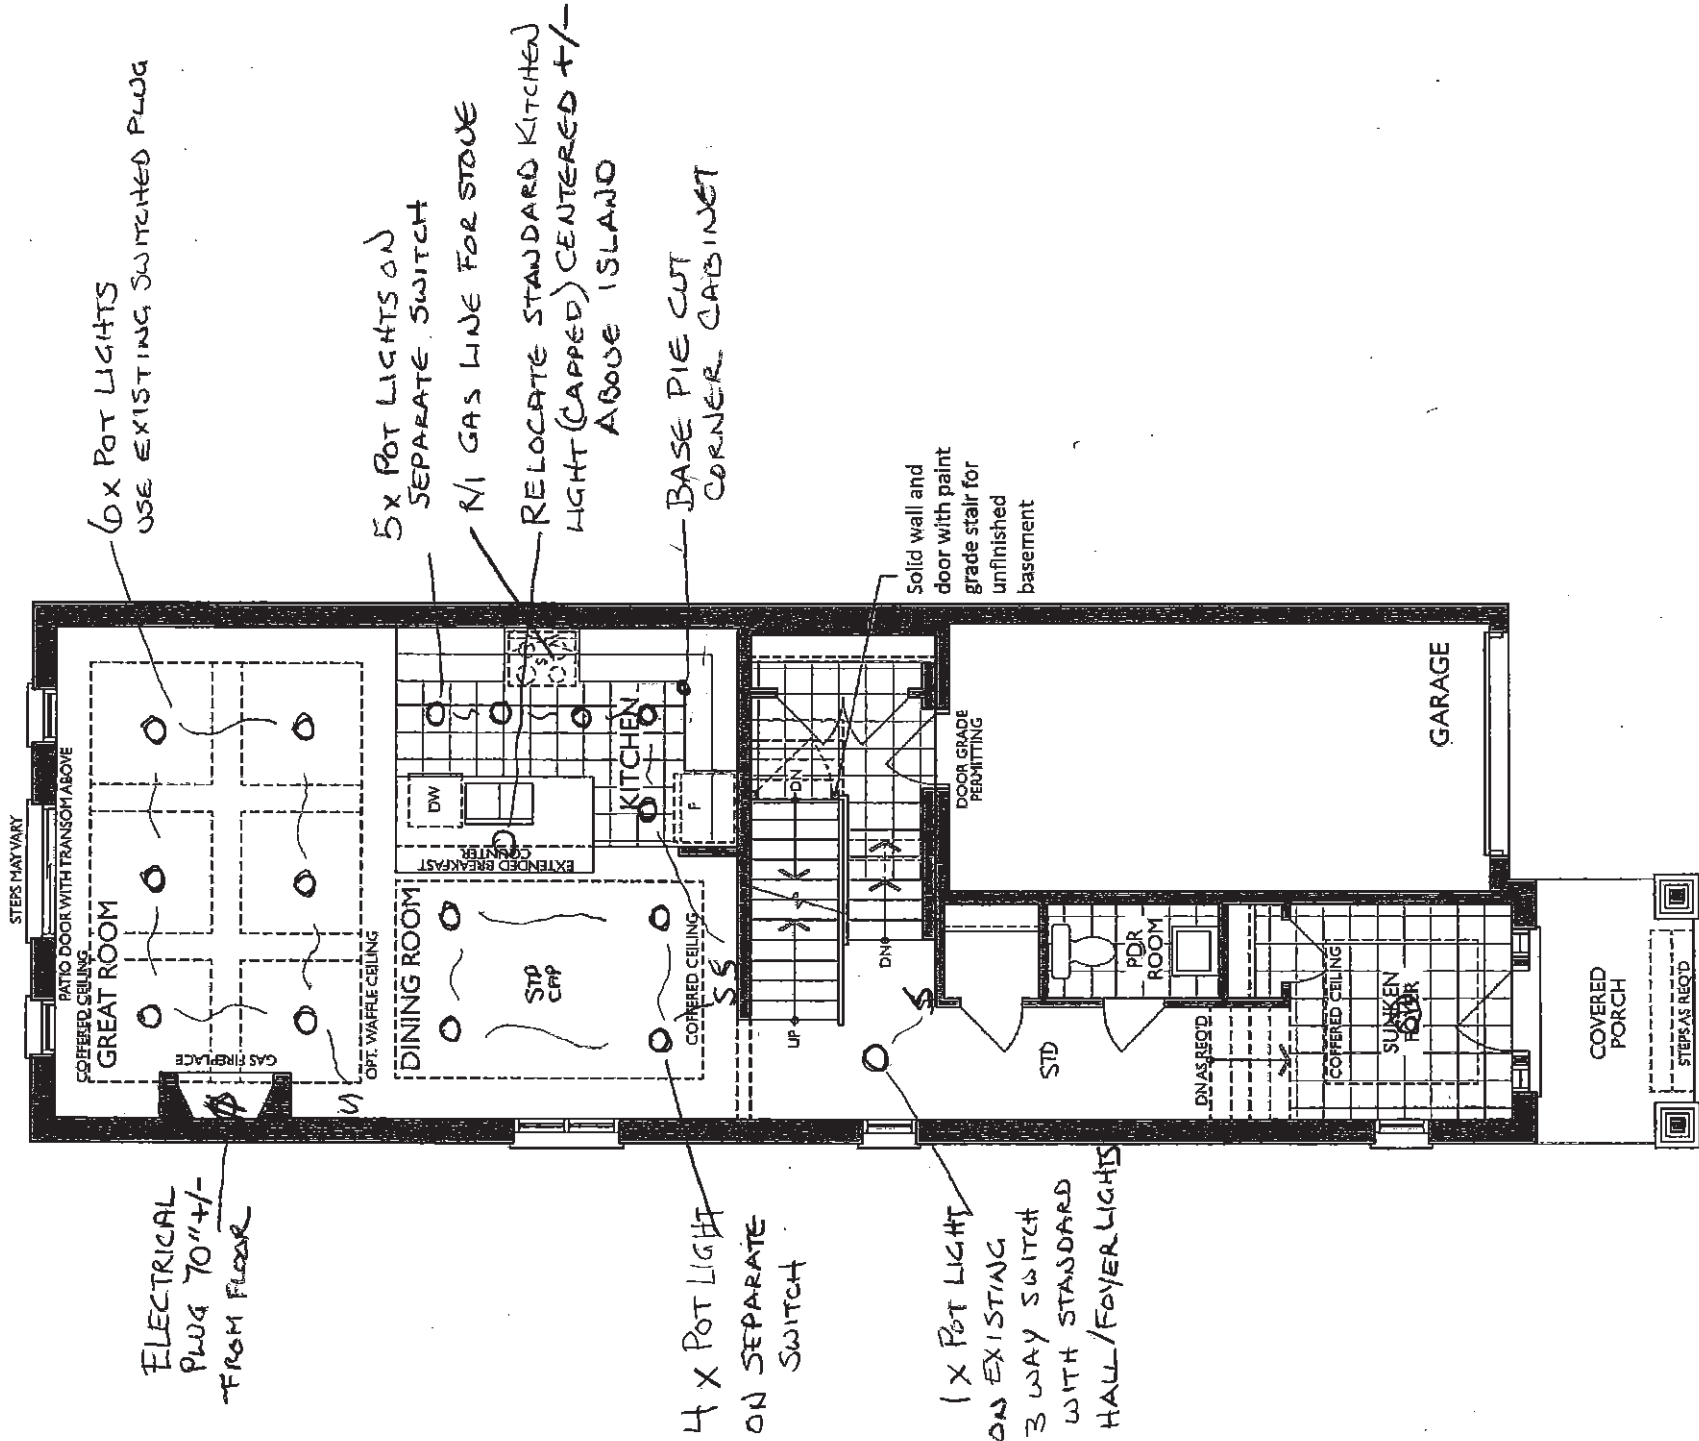 6x POT LIGHTS
USE EXISTING SWITCHED PLUG
5x POT LIGHTS ON
SEPARATE SWITCH
R/I GAS LINE FOR STOVE
RELOCATE STANDARD KITCHEN
LIGHT (CAPPED) CENTERED +/-
ABOVE ISLAND
BASE PIE CUT
CORNER CABINET
solid wall and
door with paint
grade stair for
unfinished
basement
STEPS MAY VARY
PATIO DOOR WITH TRANSOM ABOVE
COFFERED CEILING
GREAT ROOM
GAS FIREPLACE
OPT. WAFFLE CEILING
S
DINING ROOM
STD
CAP
COFFERED CEILING
S S
EXTENDED BREAKFAST
COUNTER
DW
KITCHEN
S
F
DN
UP
DN
S
DOOR GRADE
PERMITTING
GARAGE
PDR
ROOM
STD
DN AS REQ'D
COFFERED CEILING
SUNKEN
FOYER
STD
COVERED
PORCH
STEPS AS REQ'D
ELECTRICAL
PLUG 70" +/-
FROM FLOOR
4 x POT LIGHT
ON SEPARATE
SWITCH
1 x POT LIGHT
ON EXISTING
3 WAY SWITCH
WITH STANDARD
HALL/FOYER LIGHTS